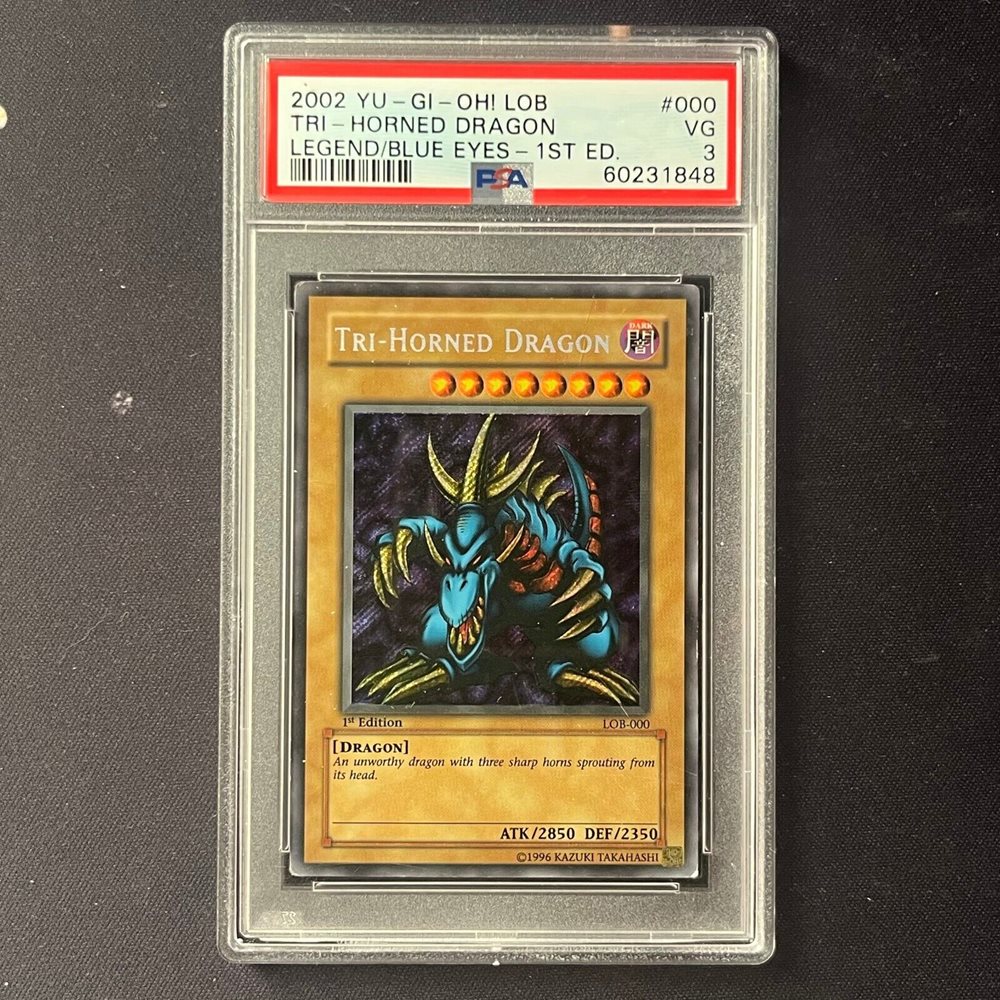 2002 YU-GI-OH! LOB #000
TRI-HORNED DRAGON VG
LEGEND/BLUE EYES-1ST ED. 3
PSA 60231848
TRI-HORNED DRAGON
DARK
闇
1st Edition LOB-000
[DRAGON]
An unworthy dragon with three sharp horns sprouting from
its head.
ATK/2850 DEF/2350
©1996 KAZUKI TAKAHASHI